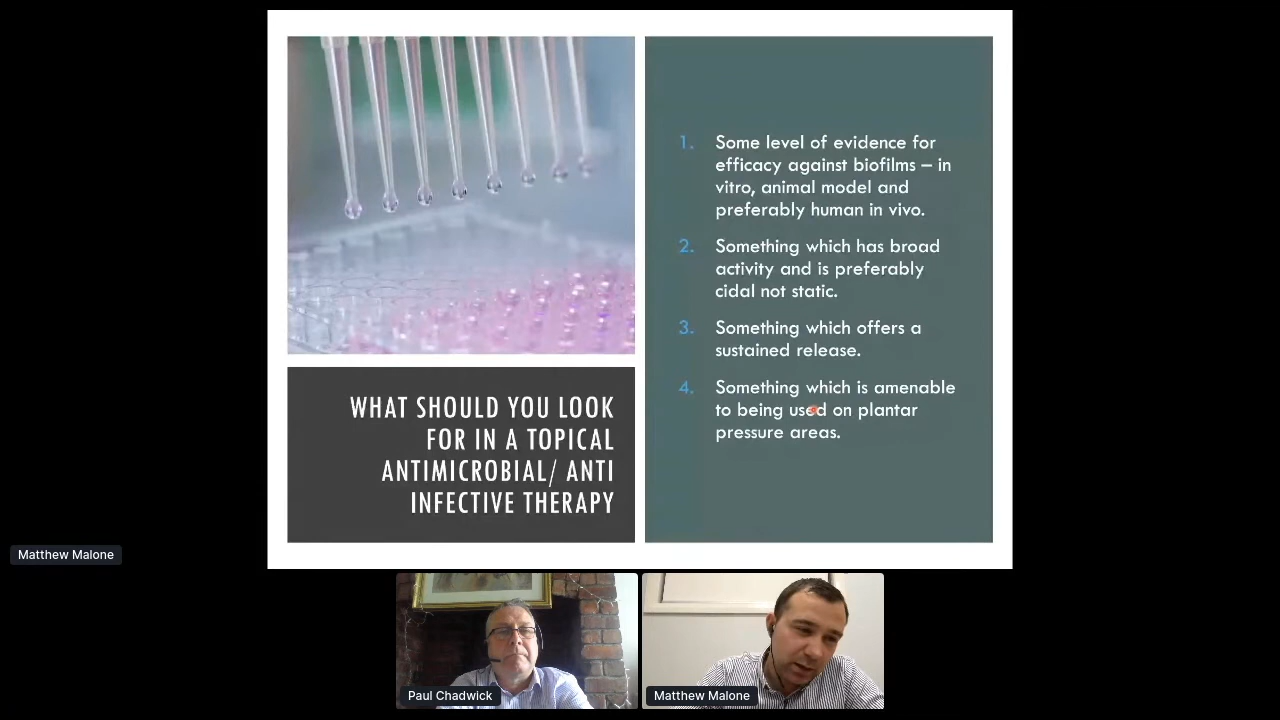 WHAT SHOULD YOU LOOK
FOR IN A TOPICAL
ANTIMICROBIAL/ ANTI
INFECTIVE THERAPY
1. Some level of evidence for
efficacy against biofilms – in
vitro, animal model and
preferably human in vivo.
2. Something which has broad
activity and is preferably
cidal not static.
3. Something which offers a
sustained release.
4. Something which is amenable
to being used on plantar
pressure areas.
Matthew Malone
Paul Chadwick
Matthew Malone